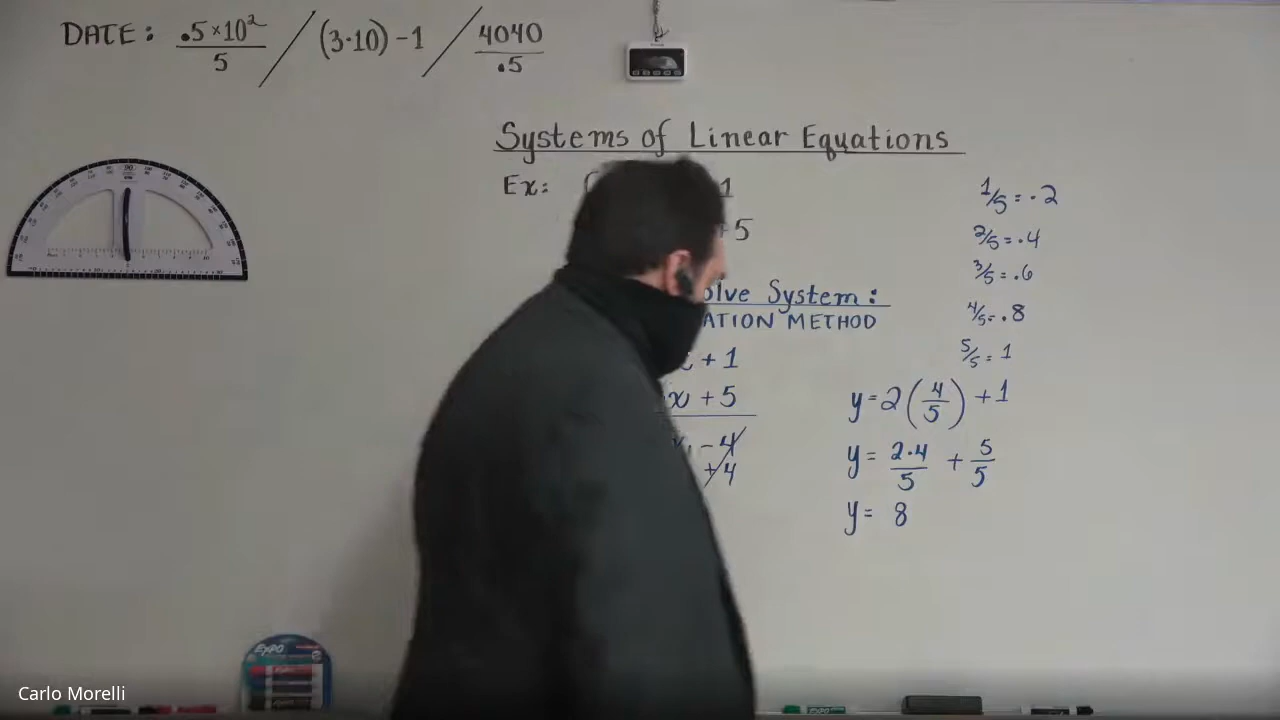 DATE: .5×10² / 5 / (3·10) - 1 / 4040 / .5
Systems of Linear Equations
Ex: 1
5
1/5 = .2
2/5 = .4
3/5 = .6
4/5 = .8
5/5 = 1
System:
METHOD
+ 1
x + 5
- 4
+ 4
y = 2(4/5) + 1
y = 2·4/5 + 5/5
y = 8
EXPO
Carlo Morelli